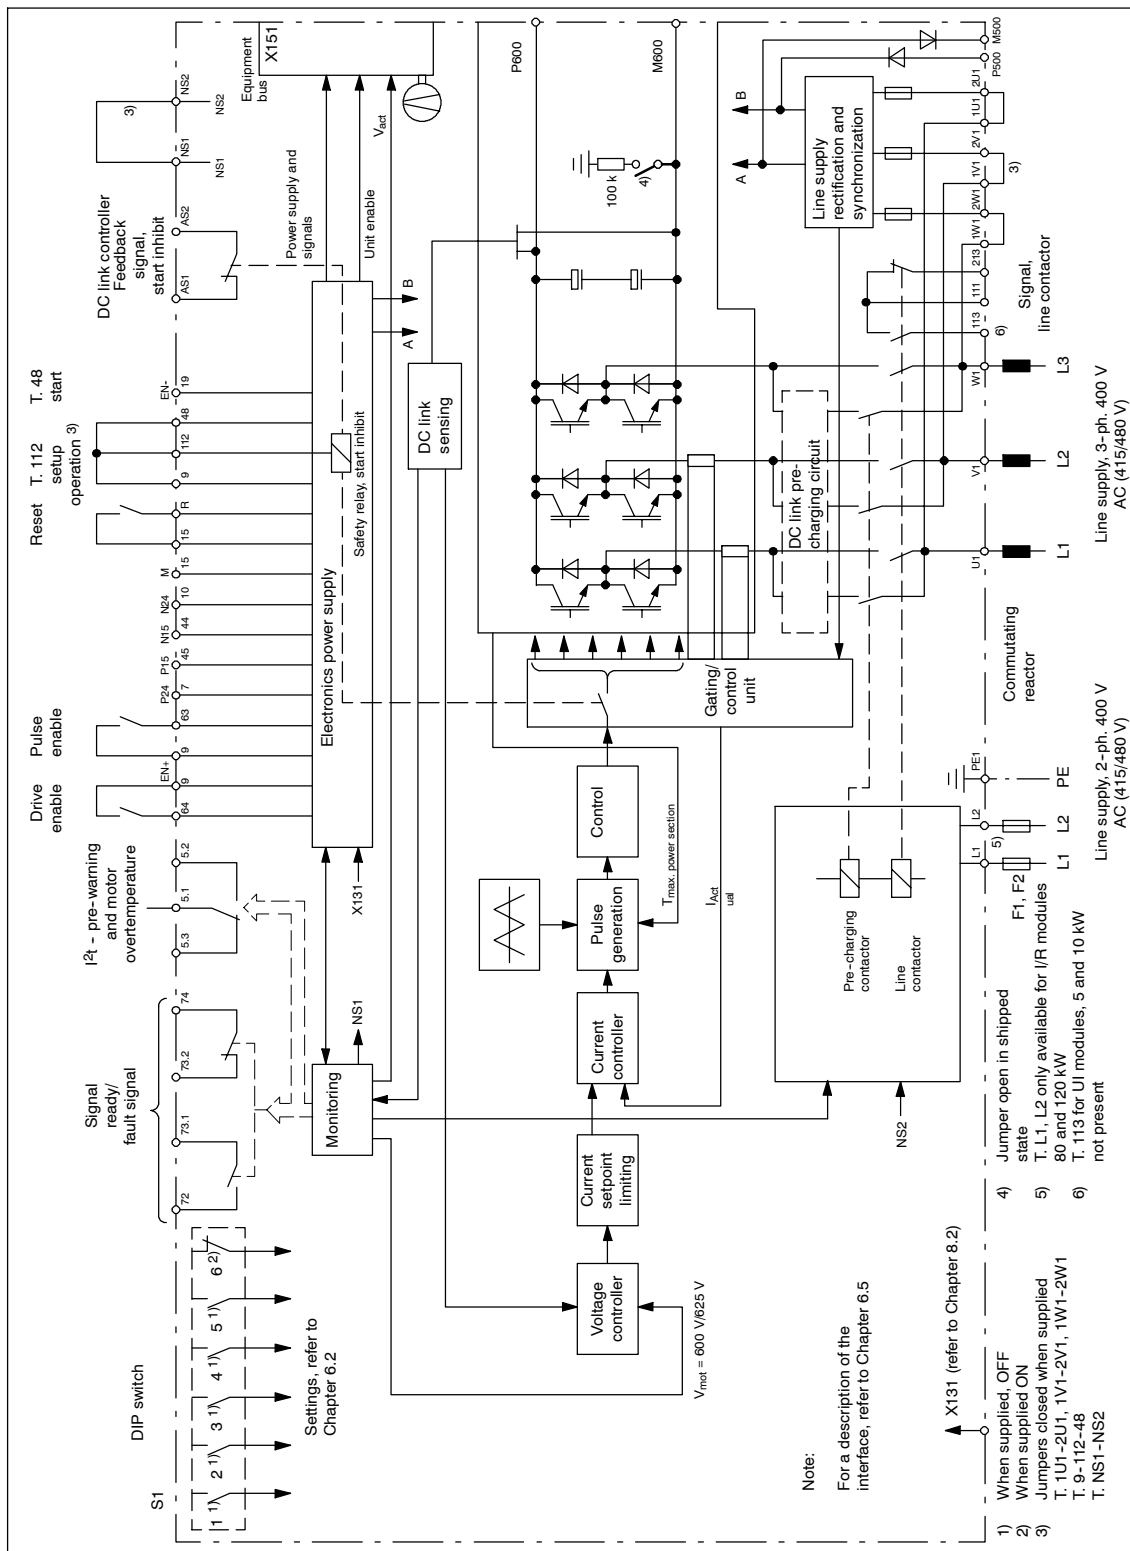 S1
DIP switch
1 1)
2 1)
3 1)
4 1)
5 1)
6 2)
Settings, refer to
Chapter 6.2
Signal
ready/
fault signal
72
73.1
73.2
74
I²t - pre-warning
and motor
overtemperature
5.3
5.1
5.2
Drive
enable
64
9
EN+
Pulse
enable
9
63
P24
7
P15
45
N15
44
N24
10
M
15
Reset
15
R
T. 112
setup
operation 3)
9
112
48
T. 48
start
EN-
19
DC link controller
Feedback
signal,
start inhibit
AS1
AS2
3)
NS1
NS2
NS1
NS2
Equipment
bus
X151
Monitoring
NS1
X131
Electronics power supply
Safety relay, start inhibit
Power supply and
signals
Unit enable
Vact
A
B
DC link
sensing
P600
M600
100 k
4)
Voltage
controller
Vmot = 600 V/625 V
Current
setpoint
limiting
Current
controller
Pulse
generation
Control
Tmax. power section
IAct
ual
Gating/
control
unit
DC link pre-
charging circuit
A
B
Line supply
rectification and
synchronization
M500
P500
2U1
1U1
2V1
1V1
2W1
1W1
3)
213
111
113
6)
Signal,
line contactor
W1
V1
U1
L3
L2
L1
Line supply, 3-ph. 400 V
AC (415/480 V)
Commutating
reactor
Pre-charging
contactor
Line
contactor
NS2
PE1
PE
L2
L1
5)
F1, F2
L2
L1
Line supply, 2-ph. 400 V
AC (415/480 V)
Note:
For a description of the
interface, refer to Chapter 6.5
X131 (refer to Chapter 8.2)
1) When supplied, OFF
2) When supplied ON
3) Jumpers closed when supplied
T. 1U1-2U1, 1V1-2V1, 1W1-2W1
T. 9-112-48
T. NS1-NS2
4) Jumper open in shipped
state
5) T. L1, L2 only available for I/R modules
80 and 120 kW
6) T. 113 for UI modules, 5 and 10 kW
not present